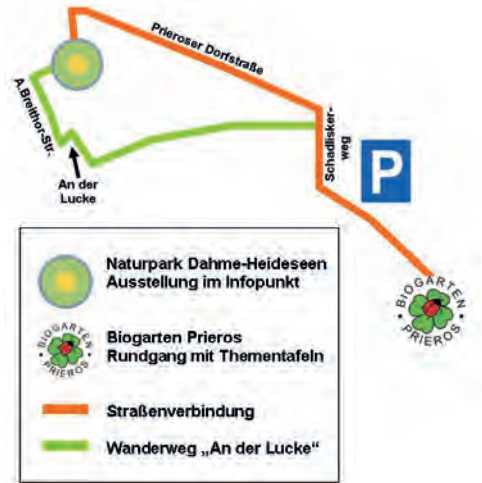 Prieroser Dorfstraße
A.Breithor-Str.
An der
Lucke
Schadlisker-
weg
P
BIOGARTEN
PRIEROS
Naturpark Dahme-Heideseen
Ausstellung im Infopunkt
BIOGARTEN
PRIEROS
Biogarten Prieros
Rundgang mit Thementafeln
Straßenverbindung
Wanderweg „An der Lucke“